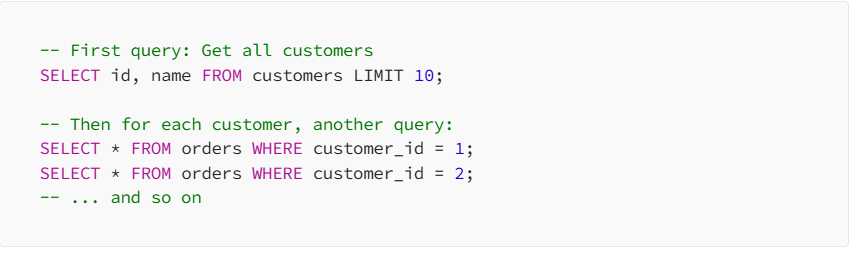 -- First query: Get all customers
SELECT id, name FROM customers LIMIT 10;
-- Then for each customer, another query:
SELECT * FROM orders WHERE customer_id = 1;
SELECT * FROM orders WHERE customer_id = 2;
-- ... and so on